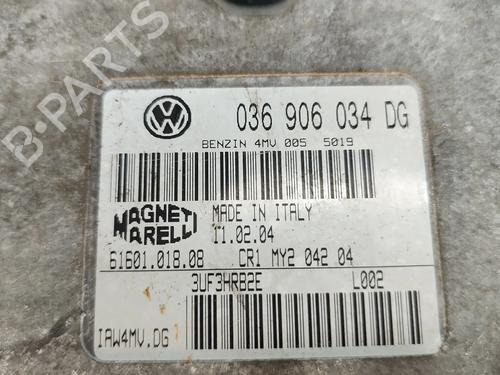 036 906 034 DG
BENZIN 4MV 005 5019
MAGNETI MARELLI
MADE IN ITALY
11.02.04
61601.018.08 CR1 MY2 042 04
3UF3HRB2E L002
IAW4MV.DG